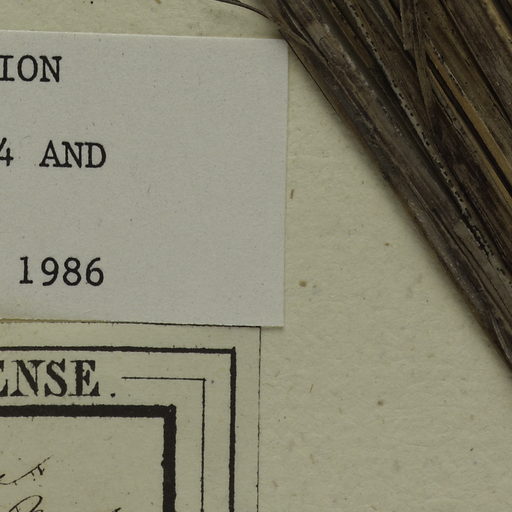 ION
4 AND
1986
ENSE.